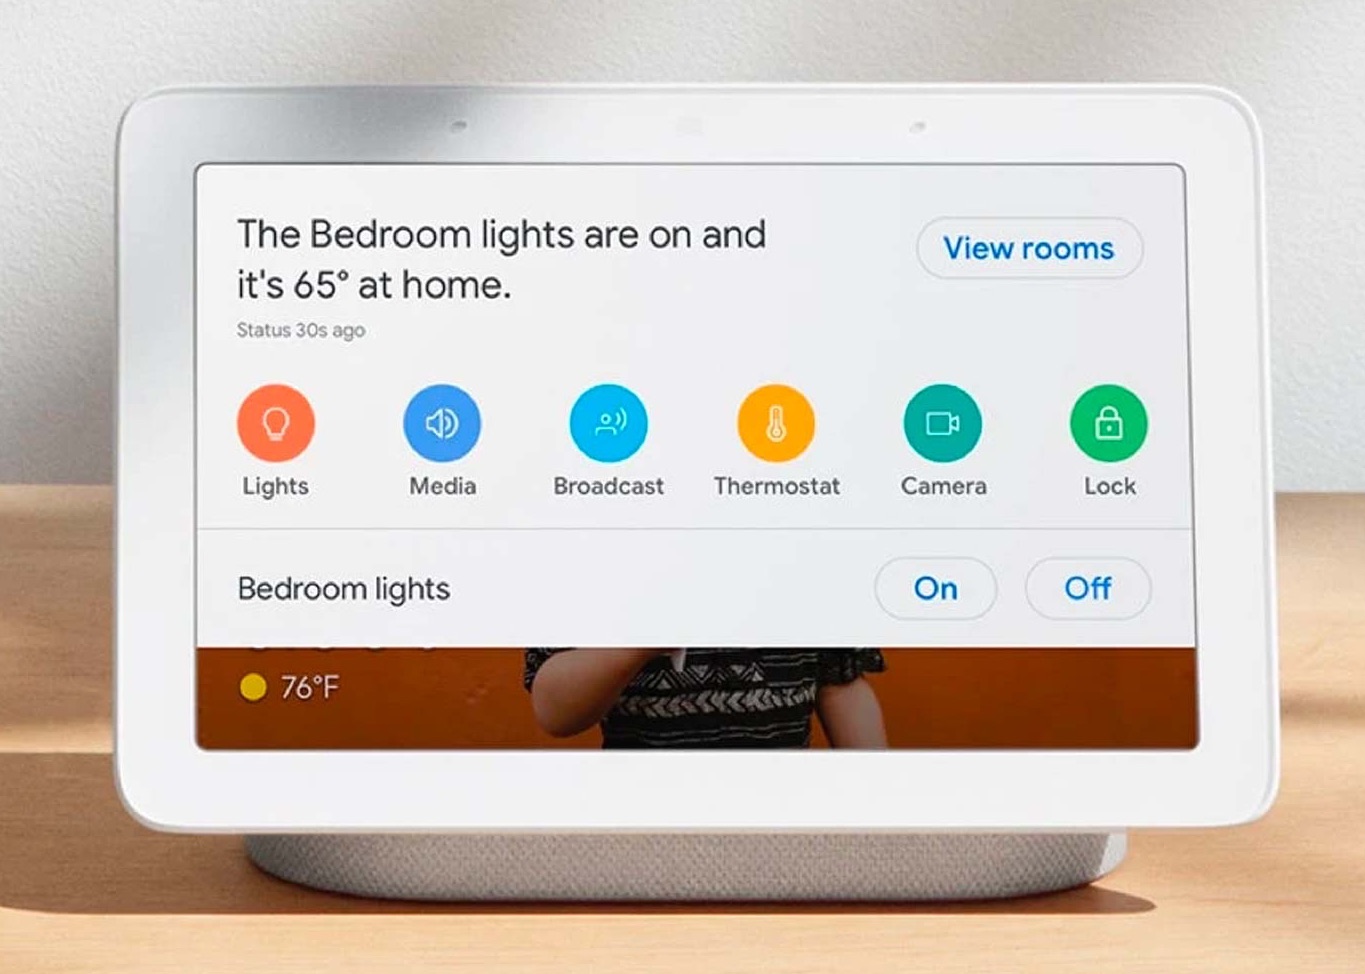 The Bedroom lights are on and
it's 65° at home.
Status 30s ago
View rooms
Lights
Media
Broadcast
Thermostat
Camera
Lock
Bedroom lights
On
Off
76°F